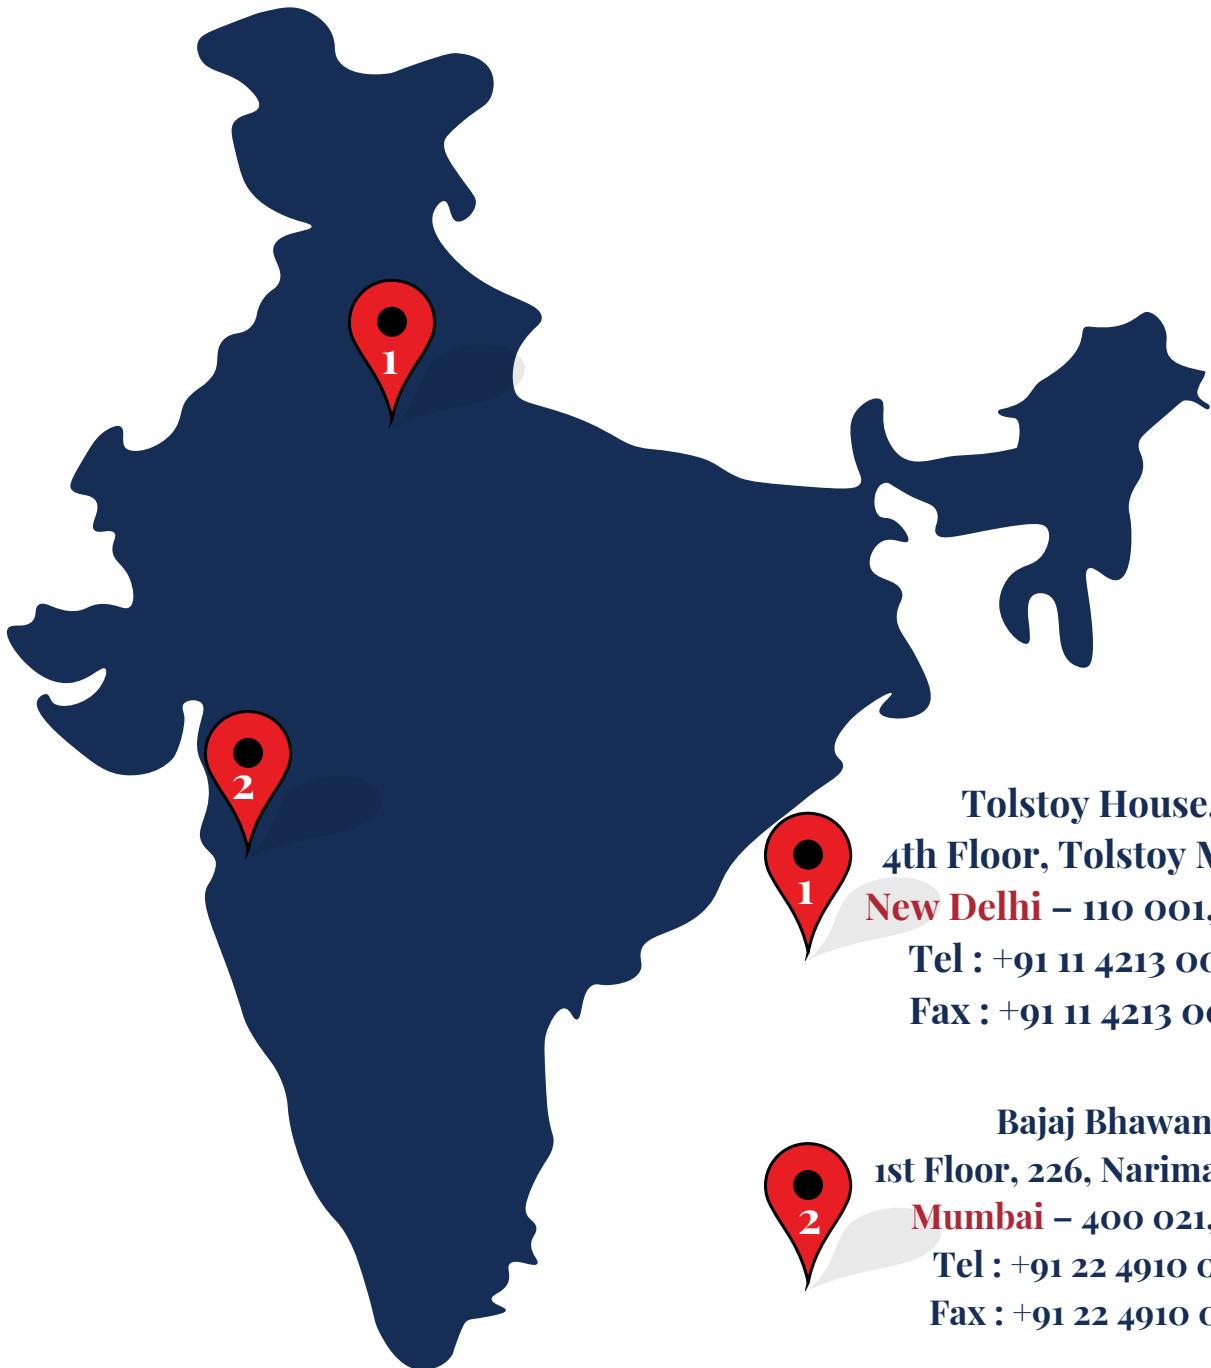 1
2
1
Tolstoy House.
4th Floor, Tolstoy
New Delhi – 110 001,
Tel : +91 11 4213
Fax : +91 11 4213
2
Bajaj Bhawan
1st Floor, 226,
Mumbai – 400 021,
Tel : +91 22 4910
Fax : +91 22 4910